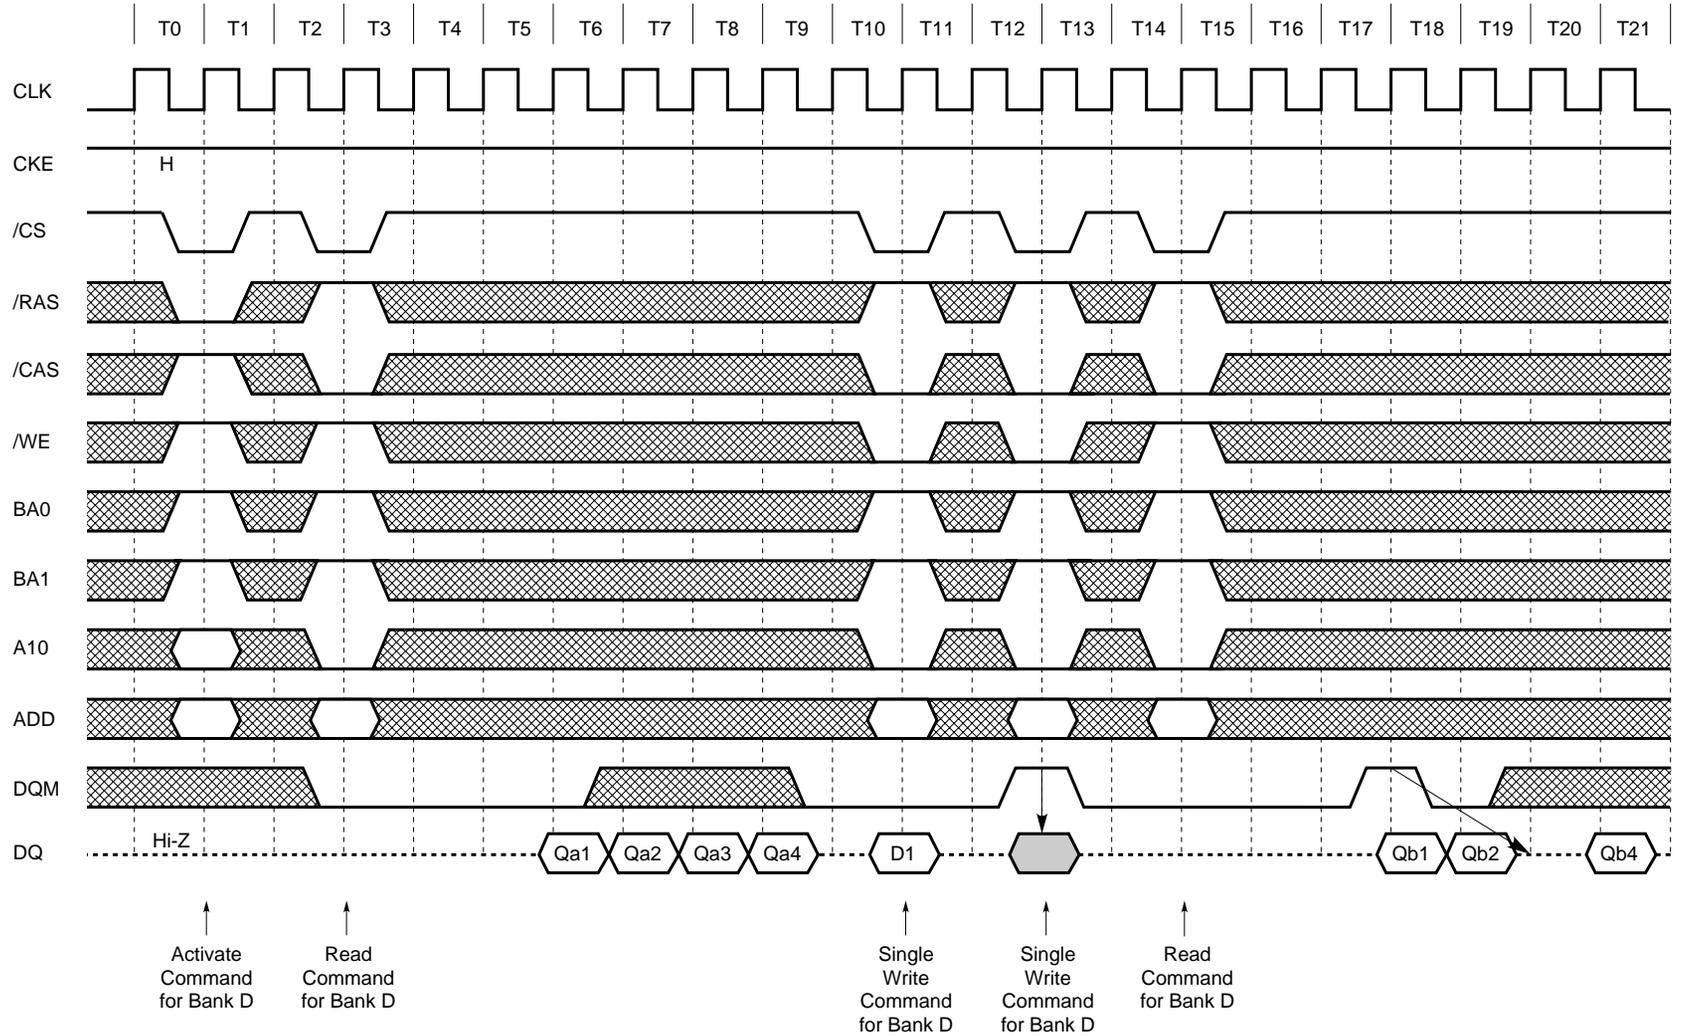 T0 T1 T2 T3 T4 T5 T6 T7 T8 T9 T10 T11 T12 T13 T14 T15 T16 T17 T18 T19 T20 T21
CLK
CKE H
/CS
/RAS
/CAS
/WE
BA0
BA1
A10
ADD
DQM
DQ Hi-Z Qa1 Qa2 Qa3 Qa4 D1 Qb1 Qb2 Qb4
Activate
Command
for Bank D
Read
Command
for Bank D
Single
Write
Command
for Bank D
Single
Write
Command
for Bank D
Read
Command
for Bank D